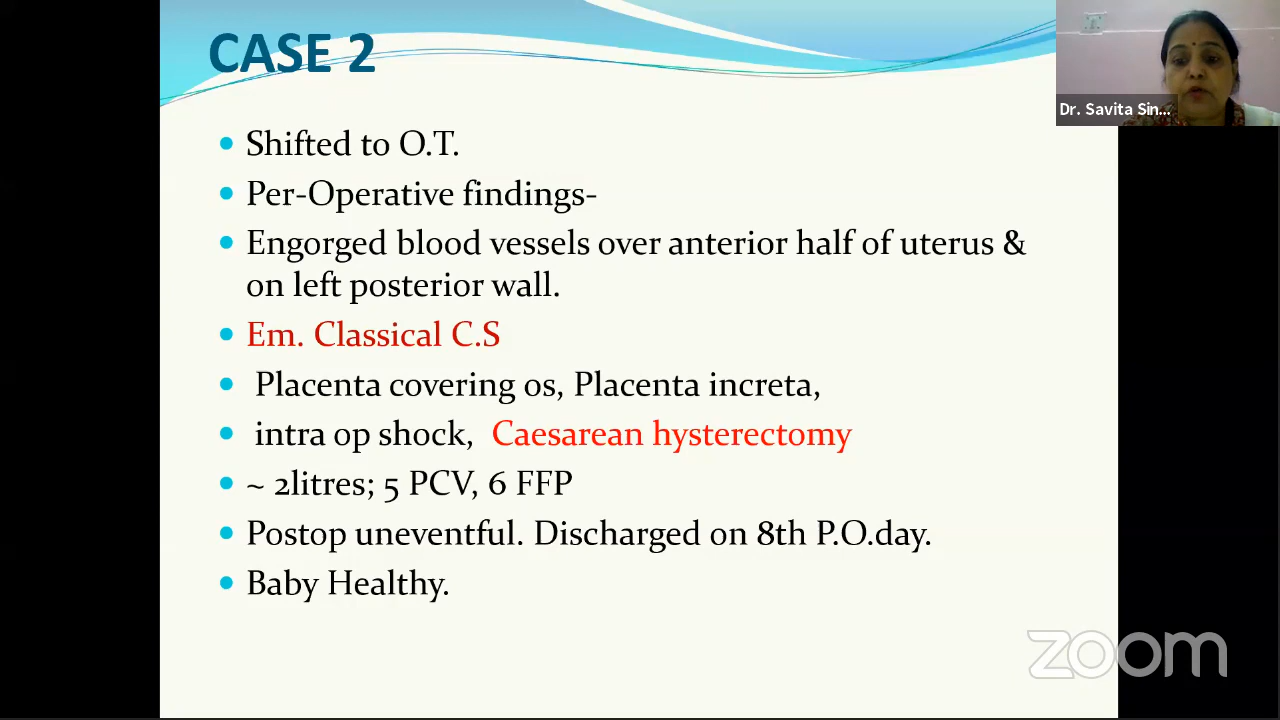 CASE 2
Dr. Savita Sin...
Shifted to O.T.
Per-Operative findings-
Engorged blood vessels over anterior half of uterus &
on left posterior wall.
Em. Classical C.S
Placenta covering os, Placenta increta,
intra op shock, Caesarean hysterectomy
~ 2litres; 5 PCV, 6 FFP
Postop uneventful. Discharged on 8th P.O.day.
Baby Healthy.
zoom